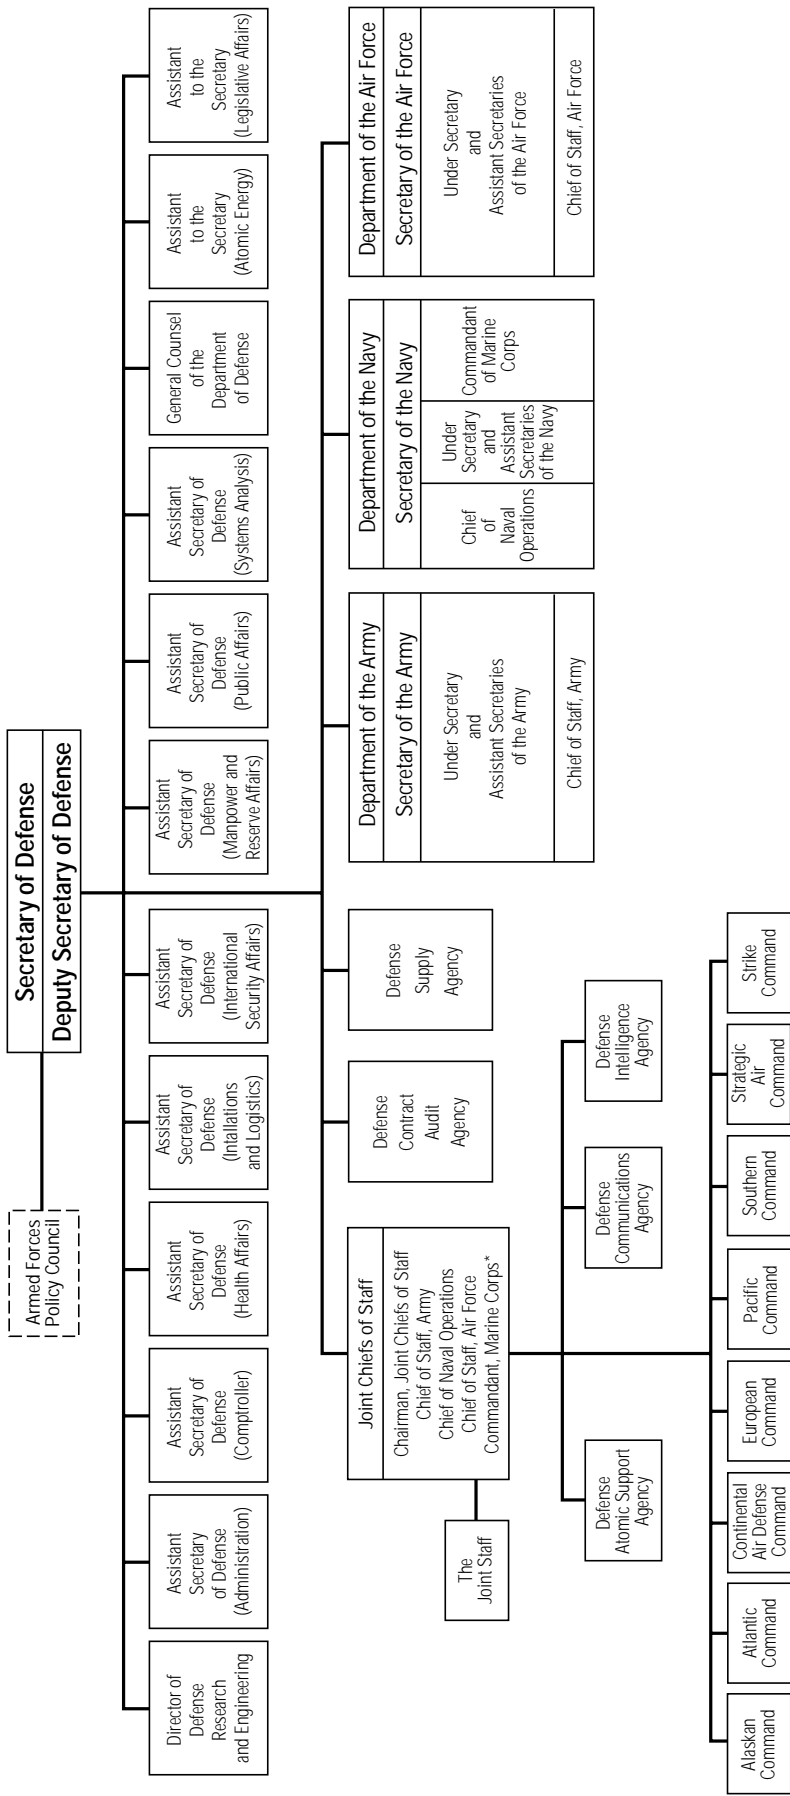 Secretary of Defense
Deputy Secretary of Defense
Armed Forces
Policy Council
Director of
Defense
Research
and Engineering
Assistant
Secretary
of Defense
(Administration)
Assistant
Secretary of
Defense
(Comptroller)
Assistant
Secretary of
Defense
(Health Affairs)
Assistant
Secretary of
Defense
(Intallations
and Logistics)
Assistant
Secretary of
Defense
(International
Security Affairs)
Assistant
Secretary of
Defense
(Manpower and
Reserve Affairs)
Assistant
Secretary of
Defense
(Public Affairs)
Assistant
Secretary of
Defense
(Systems Analysis)
General Counsel
of the
Department
of Defense
Assistant
to the
Secretary
(Atomic Energy)
Assistant
to the
Secretary
(Legislative Affairs)
Joint Chiefs of Staff
Chairman, Joint Chiefs of Staff
Chief of Staff, Army
Chief of Naval Operations
Chief of Staff, Air Force
Commandant, Marine Corps*
The
Joint Staff
Defense
Contract
Audit
Agency
Defense
Supply
Agency
Department of the Army
Secretary of the Army
Under Secretary
and
Assistant Secretaries
of the Army
Chief of Staff, Army
Department of the Navy
Secretary of the Navy
Chief
of
Naval
Operations
Under
Secretary
and
Assistant
Secretaries
of the Navy
Commandant
of Marine
Corps
Department of the Air Force
Secretary of the Air Force
Under Secretary
and
Assistant Secretaries
of the Air Force
Chief of Staff, Air Force
Defense
Atomic Support
Agency
Defense
Communications
Agency
Defense
Intelligence
Agency
Alaskan
Command
Atlantic
Command
Continental
Air Defense
Command
European
Command
Pacific
Command
Southern
Command
Strategic
Air
Command
Strike
Command